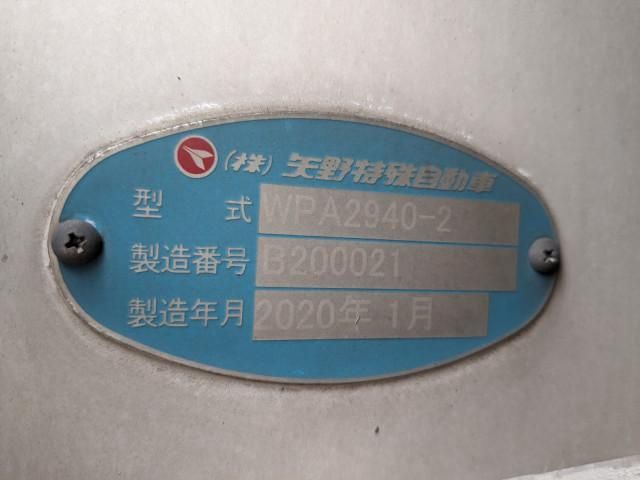 (株) 矢野特殊自動車
型 式 WPA2940-2
製造番号 B200021
製造年月 2020年 1月